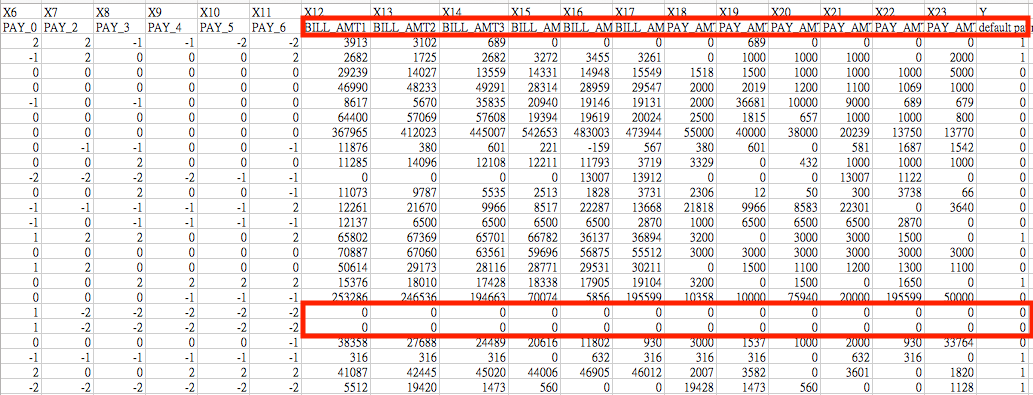 X6 X7 X8 X9 X10 X11 X12 X13 X14 X15 X16 X17 X18 X19 X20 X21 X22 X23 Y
PAY_0 PAY_2 PAY_3 PAY_4 PAY_5 PAY_6 BILL_AMT1 BILL_AMT2 BILL_AMT3 BILL_AM BILL_AM BILL_AM PAY_AM PAY_AM PAY_AM PAY_AM PAY_AM PAY_AM default pa
2 2 -1 -1 -2 -2 3913 3102 689 0 0 0 0 689 0 0 0 0 1
-1 2 0 0 0 2 2682 1725 2682 3272 3455 3261 0 1000 1000 1000 0 2000 1
0 0 0 0 0 0 29239 14027 13559 14331 14948 15549 1518 1500 1000 1000 1000 5000 0
0 0 0 0 0 0 46990 48233 49291 28314 28959 29547 2000 2019 1200 1100 1069 1000 0
-1 0 -1 0 0 0 8617 5670 35835 20940 19146 19131 2000 36681 10000 9000 689 679 0
0 0 0 0 0 0 64400 57069 57608 19394 19619 20024 2500 1815 657 1000 1000 800 0
0 0 0 0 0 0 367965 412023 445007 542653 483003 473944 55000 40000 38000 20239 13750 13770 0
0 -1 -1 0 0 -1 11876 380 601 221 -159 567 380 601 0 581 1687 1542 0
0 0 2 0 0 0 11285 14096 12108 12211 11793 3719 3329 0 432 1000 1000 1000 0
-2 -2 -2 -2 -1 -1 0 0 0 0 13007 13912 0 0 0 13007 1122 0 0
0 0 2 0 0 -1 11073 9787 5535 2513 1828 3731 2306 12 50 300 3738 66 0
-1 -1 -1 -1 -1 2 12261 21670 9966 8517 22287 13668 21818 9966 8583 22301 0 3640 0
-1 0 -1 -1 -1 -1 12137 6500 6500 6500 6500 2870 1000 6500 6500 6500 2870 0 0
1 2 2 0 0 2 65802 67369 65701 66782 36137 36894 3200 0 3000 3000 1500 0 1
0 0 0 0 0 0 70887 67060 63561 59696 56875 55512 3000 3000 3000 3000 3000 3000 0
1 2 0 0 0 0 50614 29173 28116 28771 29531 30211 0 1500 1100 1200 1300 1100 0
0 0 2 2 2 2 15376 18010 17428 18338 17905 19104 3200 0 1500 0 1650 0 1
0 0 -1 -1 -1 -1 253286 246536 194663 70074 5856 195599 10358 10000 75940 20000 195599 50000 0
1 -2 -2 -2 -2 -2 0 0 0 0 0 0 0 0 0 0 0 0 0
1 -2 -2 -2 -2 -2 0 0 0 0 0 0 0 0 0 0 0 0 0
0 0 0 0 0 -1 38358 27688 24489 20616 11802 930 3000 1537 1000 2000 930 33764 0
-1 -1 -1 -1 -1 -1 316 316 316 0 632 316 316 316 0 632 316 0 1
2 0 0 2 2 2 41087 42445 45020 44006 46905 46012 2007 3582 0 3601 0 1820 1
-2 -2 -2 -2 -2 -2 5512 19420 1473 560 0 0 19428 1473 560 0 0 1128 1